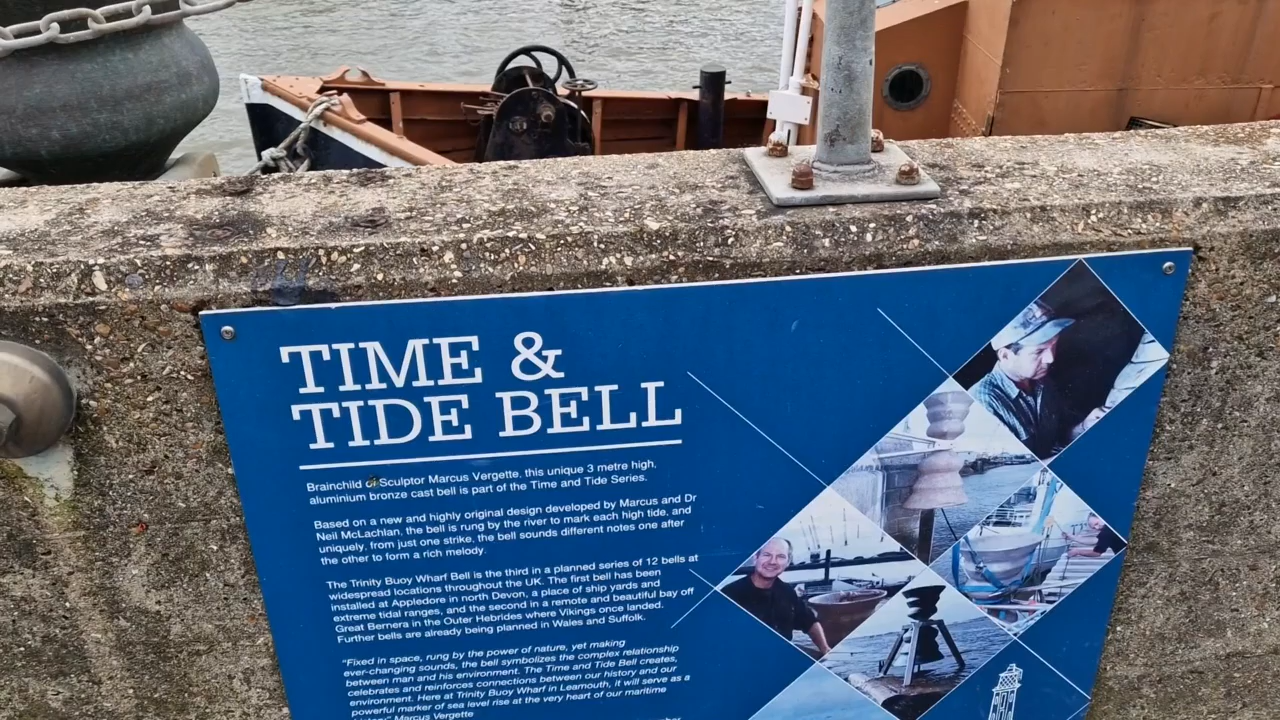 TIME &
TIDE BELL
Brainchild of Sculptor Marcus Vergette, this unique 3 metre high,
aluminium bronze cast bell is part of the Time and Tide Series.
Based on a new and highly original design developed by Marcus and Dr
Neil McLachlan, the bell is rung by the river to mark each high tide, and
uniquely, from just one strike, the bell sounds different notes one after
the other to form a rich melody.
The Trinity Buoy Wharf Bell is the third in a planned series of 12 bells at
widespread locations throughout the UK. The first bell has been
installed at Appledore in north Devon, a place of ship yards and
extreme tidal ranges, and the second in a remote and beautiful bay off
Great Bernera in the Outer Hebrides where Vikings once landed.
Further bells are already being planned in Wales and Suffolk.
"Fixed in space, rung by the power of nature, yet making
ever-changing sounds, the bell symbolizes the complex relationship
between man and his environment. The Time and Tide Bell creates,
celebrates and reinforces connections between our history and our
environment. Here at Trinity Buoy Wharf in Leamouth, it will serve as a
powerful marker of sea level rise at the very heart of our maritime
Marcus Vergette